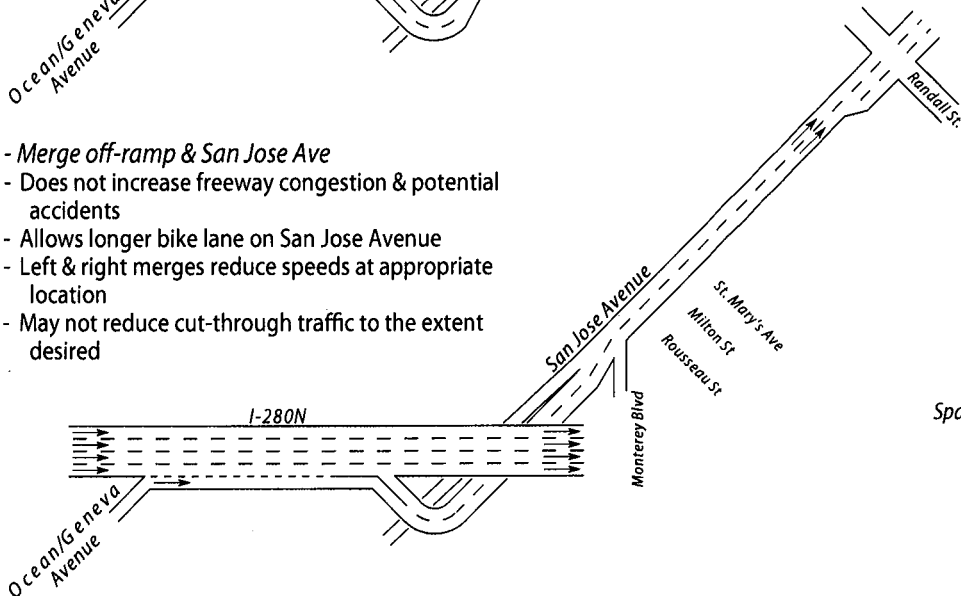 Ocean/Geneva
Avenue
Randall St.
- Merge off-ramp & San Jose Ave
- Does not increase freeway congestion & potential
accidents
- Allows longer bike lane on San Jose Avenue
- Left & right merges reduce speeds at appropriate
location
- May not reduce cut-through traffic to the extent
desired
San Jose Avenue
St. Mary's Ave
Milton St
Rousseau St
Monterey Blvd
I-280N
Ocean/Geneva
Avenue